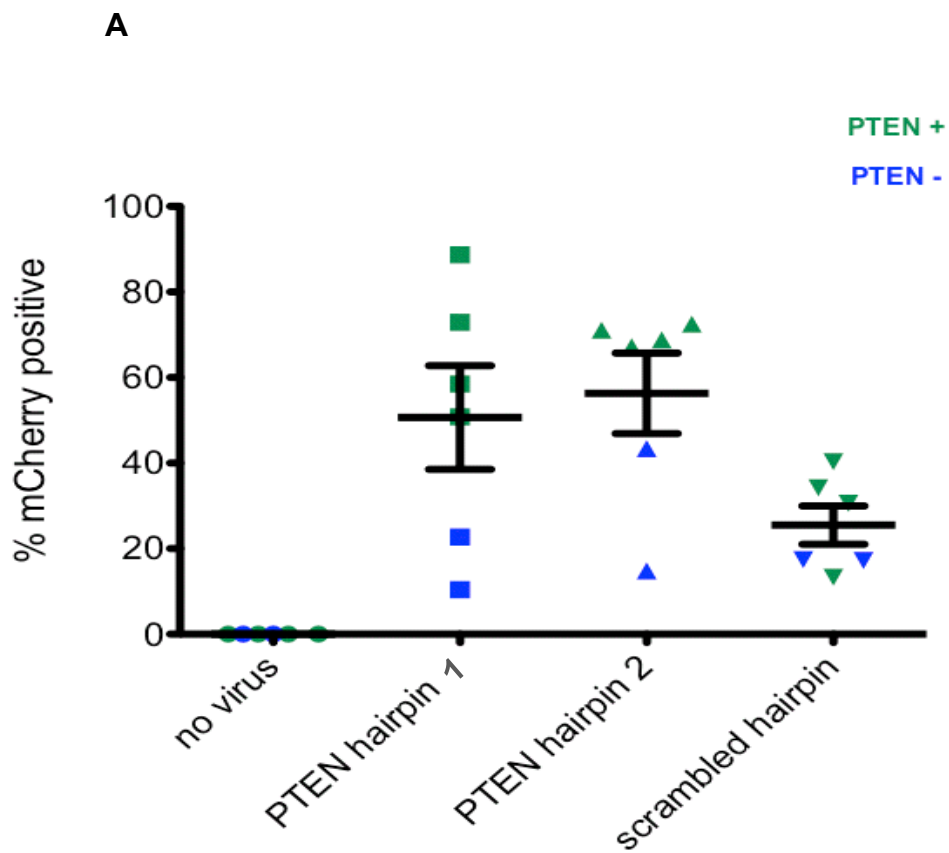 A
PTEN +
PTEN -
100
80
60
40
20
0
% mCherry positive
no virus
PTEN hairpin 1
PTEN hairpin 2
scrambled hairpin